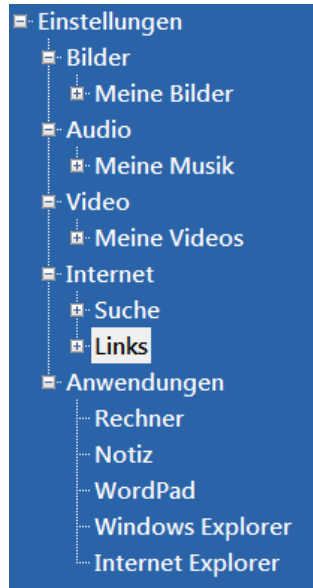 Einstellungen
Bilder
Meine Bilder
Audio
Meine Musik
Video
Meine Videos
Internet
Suche
Links
Anwendungen
Rechner
Notiz
WordPad
Windows Explorer
Internet Explorer